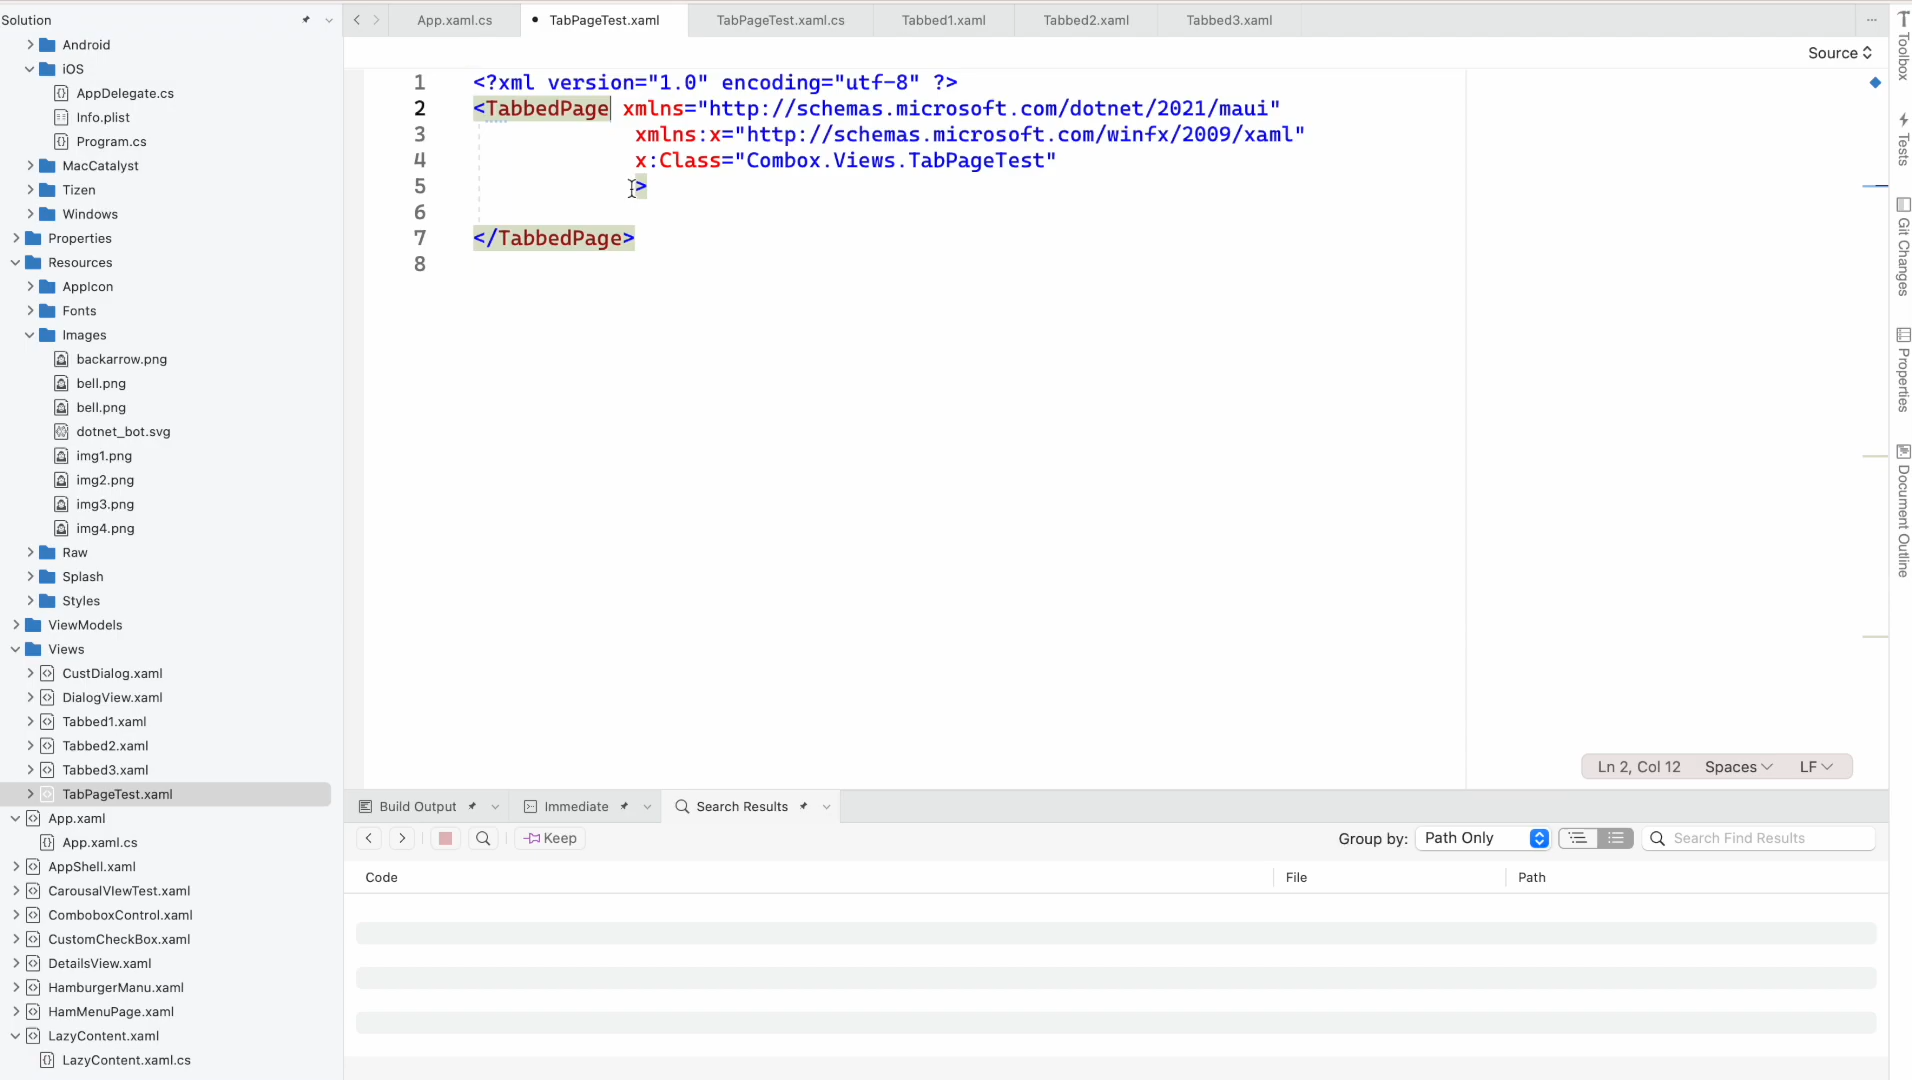 Solution
Android
iOS
AppDelegate.cs
Info.plist
Program.cs
MacCatalyst
Tizen
Windows
Properties
Resources
AppIcon
Fonts
Images
backarrow.png
bell.png
bell.png
dotnet_bot.svg
img1.png
img2.png
img3.png
img4.png
Raw
Splash
Styles
ViewModels
Views
CustDialog.xaml
DialogView.xaml
Tabbed1.xaml
Tabbed2.xaml
Tabbed3.xaml
TabPageTest.xaml
App.xaml
App.xaml.cs
AppShell.xaml
CarousalVIewTest.xaml
ComboboxControl.xaml
CustomCheckBox.xaml
DetailsView.xaml
HamburgerManu.xaml
HamMenuPage.xaml
LazyContent.xaml
LazyContent.xaml.cs
App.xaml.cs TabPageTest.xaml TabPageTest.xaml.cs Tabbed1.xaml Tabbed2.xaml Tabbed3.xaml
Source
1 <?xml version="1.0" encoding="utf-8" ?>
2 <TabbedPage xmlns="http://schemas.microsoft.com/dotnet/2021/maui"
3 xmlns:x="http://schemas.microsoft.com/winfx/2009/xaml"
4 x:Class="Combox.Views.TabPageTest"
5 >
6
7 </TabbedPage>
8
Ln 2, Col 12 Spaces LF
Build Output Immediate Search Results
Keep Group by: Path Only Search Find Results
Code File Path
Toolbox
Tests
Git Changes
Properties
Document Outline